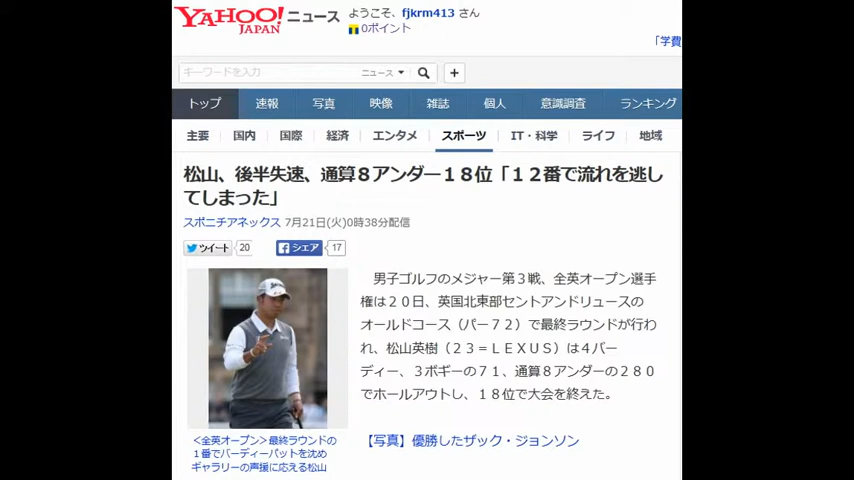 YAHOO! JAPAN ニュース
ようこそ、fjkrm413 さん
0ポイント
「学費
キーワードを入力 ニュース
トップ 速報 写真 映像 雑誌 個人 意識調査 ランキング
主要 国内 国際 経済 エンタメ スポーツ IT・科学 ライフ 地域
松山、後半失速、通算８アンダー１８位「１２番で流れを逃し
てしまった」
スポニチアネックス 7月21日(火)0時38分配信
ツイート 20 シェア 17
男子ゴルフのメジャー第３戦、全英オープン選手
権は２０日、英国北東部セントアンドリュースの
オールドコース（パー７２）で最終ラウンドが行わ
れ、松山英樹（２３＝ＬＥＸＵＳ）は４バー
ディー、３ボギーの７１、通算８アンダーの２８０
でホールアウトし、１８位で大会を終えた。
【写真】優勝したザック・ジョンソン
＜全英オープン＞最終ラウンドの
１番でバーディーパットを沈め
ギャラリーの声援に応える松山